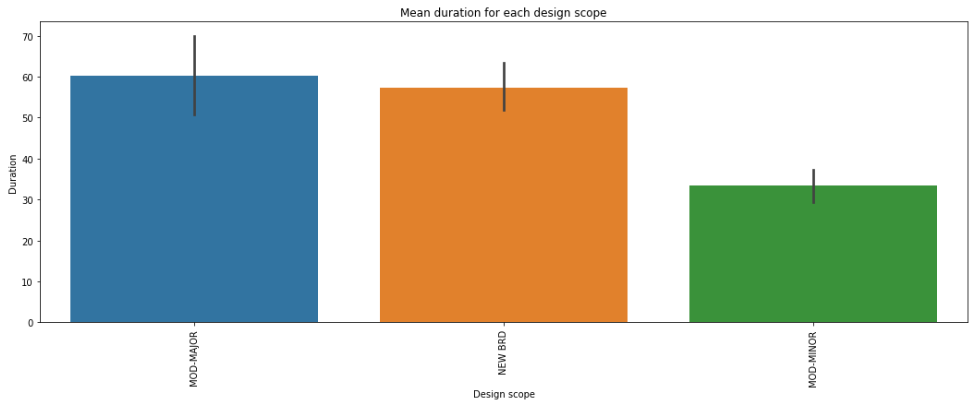 Mean duration for each design scope
Duration
70
60
50
40
30
20
10
0
MOD-MAJOR
NEW BRD
MOD-MINOR
Design scope